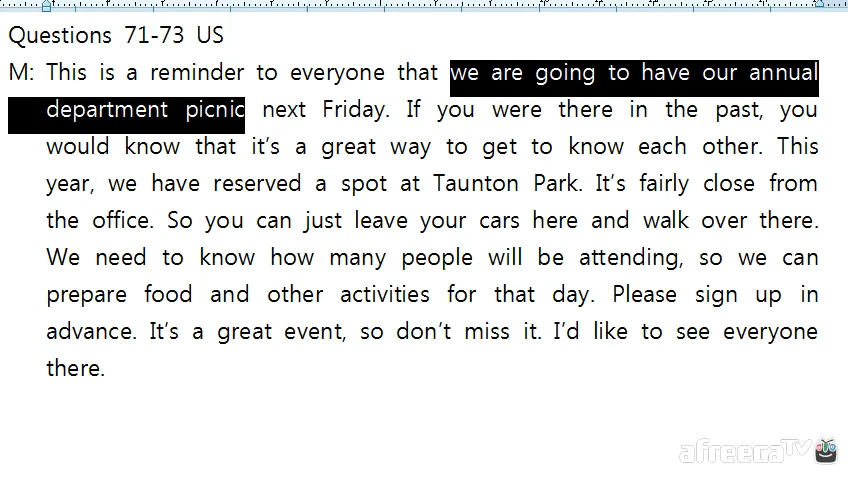 Questions 71-73 US
M: This is a reminder to everyone that we are going to have our annual
department picnic next Friday. If you were there in the past, you
would know that it's a great way to get to know each other. This
year, we have reserved a spot at Taunton Park. It's fairly close from
the office. So you can just leave your cars here and walk over there.
We need to know how many people will be attending, so we can
prepare food and other activities for that day. Please sign up in
advance. It's a great event, so don't miss it. I'd like to see everyone
there.
afreecaTV